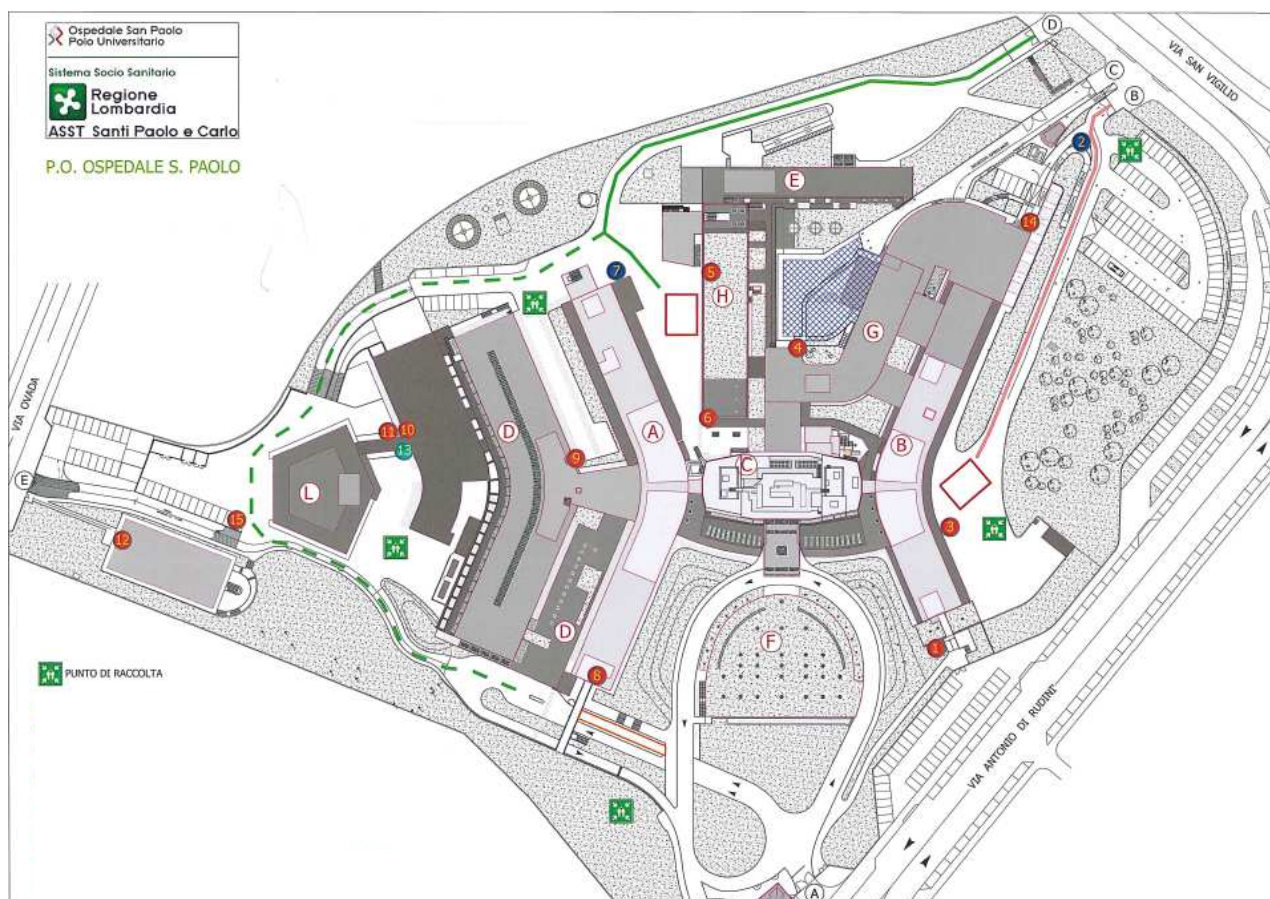 Ospedale San Paolo
Polo Universitario
Sistema Socio Sanitario
Regione
Lombardia
ASST Santi Paolo e Carlo
P.O. OSPEDALE S. PAOLO
D
VIA SAN VIGILIO
C
B
2
E
14
7
5
H
G
4
VIA OVADA
6
A
B
11
10
13
D
9
C
L
E
15
12
3
F
D
1
8
PUNTO DI RACCOLTA
VIA ANTONIO DI RUDINÌ
A